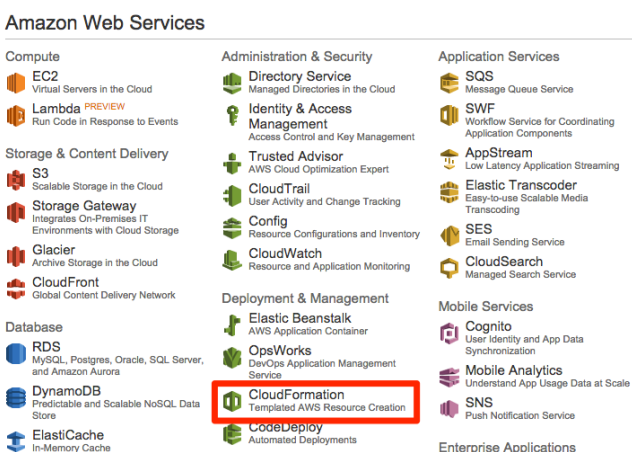 Amazon Web Services
Compute
EC2
Virtual Servers in the Cloud
Lambda PREVIEW
Run Code in Response to Events
Storage & Content Delivery
S3
Scalable Storage in the Cloud
Storage Gateway
Integrates On-Premises IT
Environments with Cloud Storage
Glacier
Archive Storage in the Cloud
CloudFront
Global Content Delivery Network
Database
RDS
MySQL, Postgres, Oracle, SQL Server,
and Amazon Aurora
DynamoDB
Predictable and Scalable NoSQL Data
Store
ElastiCache
In-Memory Cache
Administration & Security
Directory Service
Managed Directories in the Cloud
Identity & Access
Management
Access Control and Key Management
Trusted Advisor
AWS Cloud Optimization Expert
CloudTrail
User Activity and Change Tracking
Config
Resource Configurations and Inventory
CloudWatch
Resource and Application Monitoring
Deployment & Management
Elastic Beanstalk
AWS Application Container
OpsWorks
DevOps Application Management
Service
CloudFormation
Templated AWS Resource Creation
CodeDeploy
Automated Deployments
Application Services
SQS
Message Queue Service
SWF
Workflow Service for Coordinating
Application Components
AppStream
Low Latency Application Streaming
Elastic Transcoder
Easy-to-use Scalable Media
Transcoding
SES
Email Sending Service
CloudSearch
Managed Search Service
Mobile Services
Cognito
User Identity and App Data
Synchronization
Mobile Analytics
Understand App Usage Data at Scale
SNS
Push Notification Service
Enterprise Applications